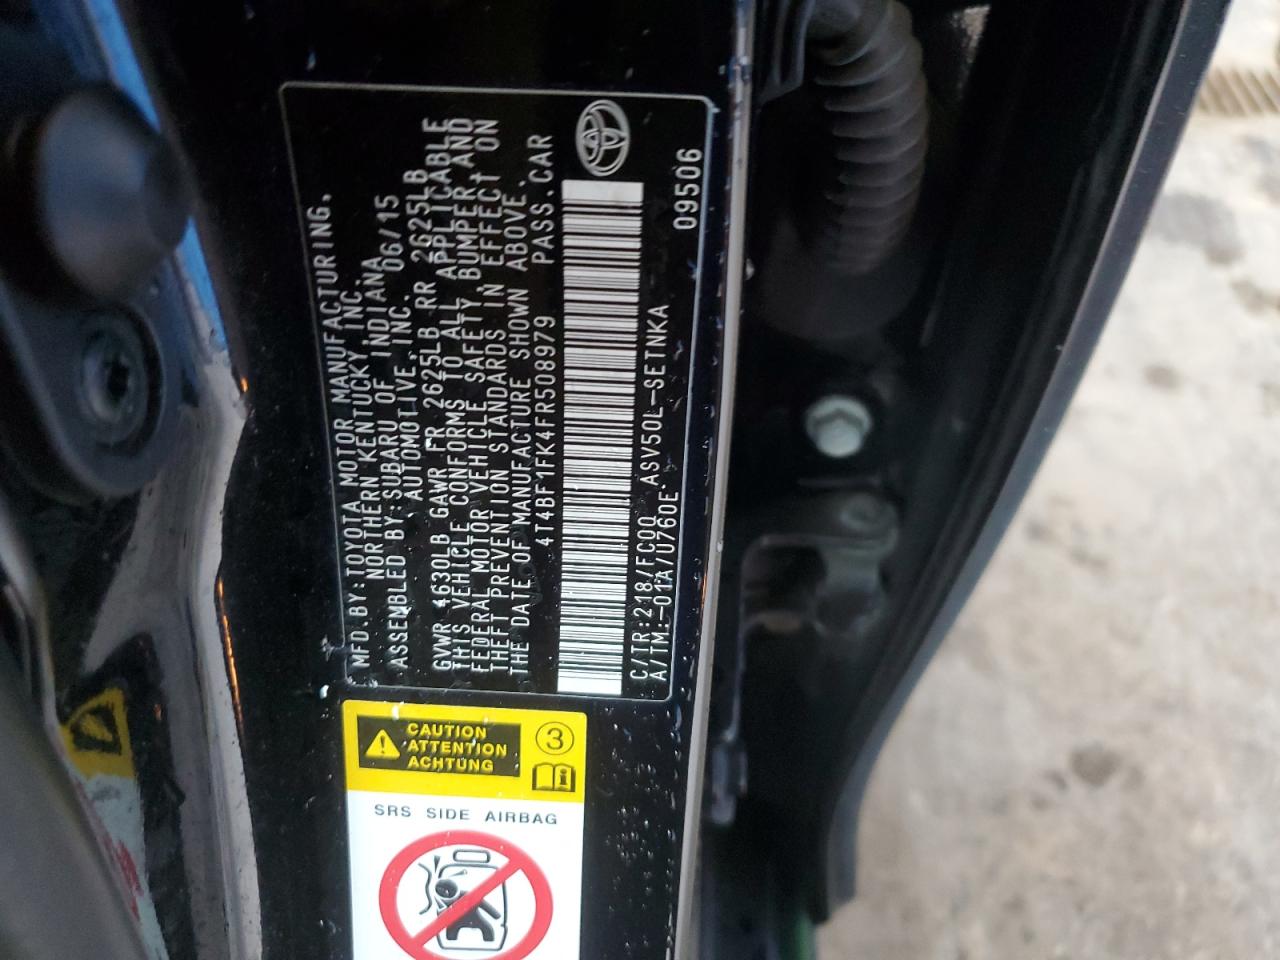 MFD.BY:TOYOTA MOTOR MANUFACTURING,
NORTHERN KENTUCKY,INC.
ASSEMBLED BY:SUBARU OF INDIANA
AUTOMOTIVE,INC. 06/15
GVWR 4630LB GAWR FR 2625LB RR 2625LB
THIS VEHICLE CONFORMS TO ALL APPLICABLE
FEDERAL MOTOR VEHICLE SAFETY,BUMPER,AND
THEFT PREVENTION STANDARDS IN EFFECT ON
THE DATE OF MANUFACTURE SHOWN ABOVE.
4T4BF1FK4FR508979 PASS.CAR
C/TR:218/FC00 ASV50L-SETNKA
A/TM:-01A/U760E 09506
CAUTION
ATTENTION
ACHTUNG
3
SRS SIDE AIRBAG